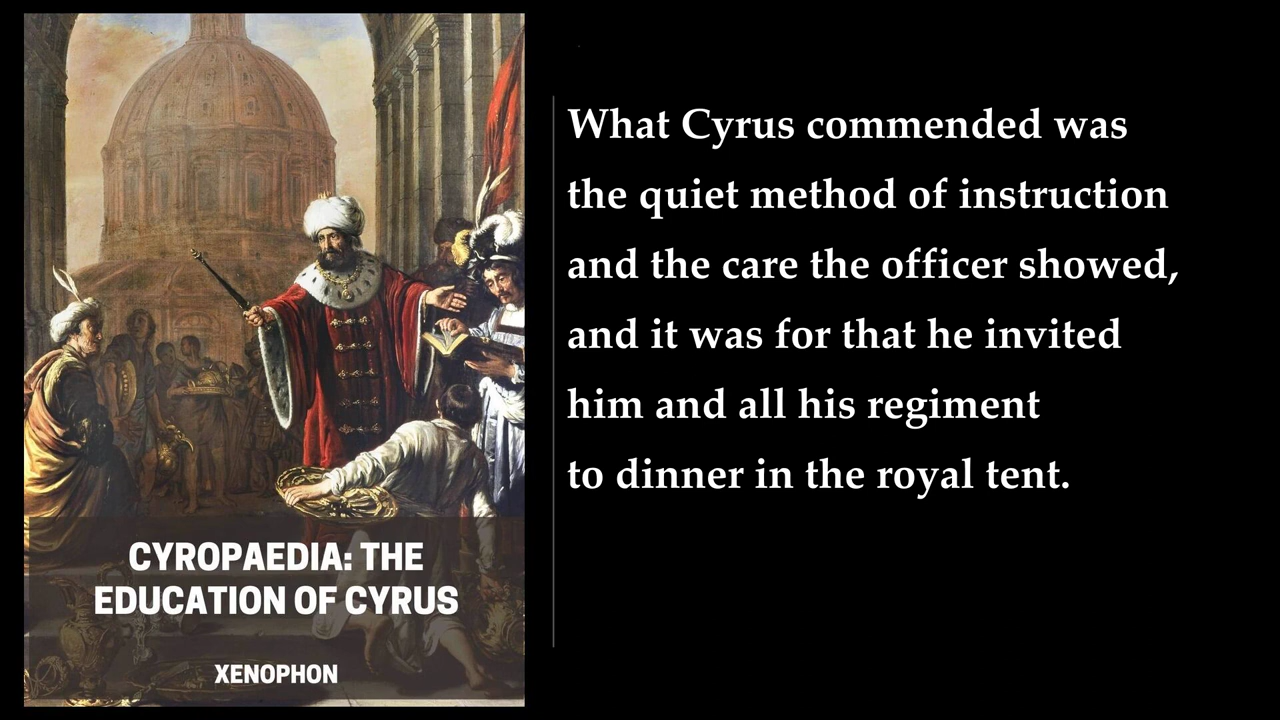 CYROPAEDIA: THE
EDUCATION OF CYRUS
XENOPHON
What Cyrus commended was
the quiet method of instruction
and the care the officer showed,
and it was for that he invited
him and all his regiment
to dinner in the royal tent.